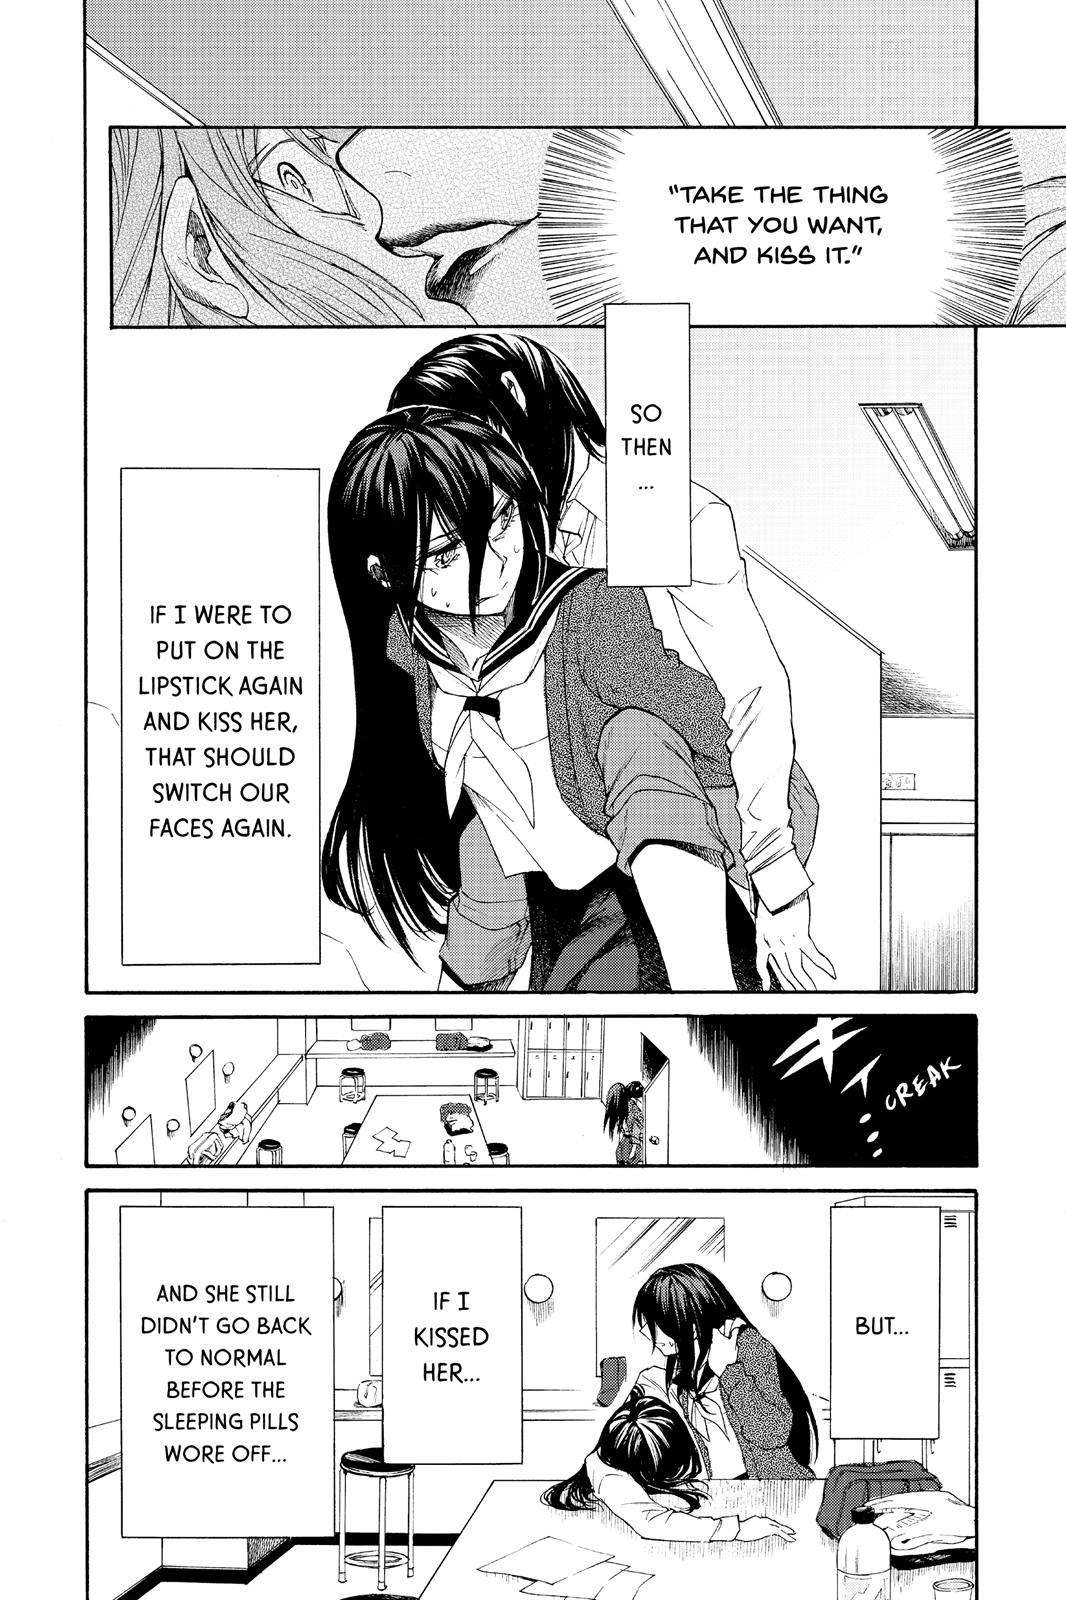 "TAKE THE THING
THAT YOU WANT,
AND KISS IT."
SO
THEN
...
IF I WERE TO
PUT ON THE
LIPSTICK AGAIN
AND KISS HER,
THAT SHOULD
SWITCH OUR
FACES AGAIN.
ギィ...
CREAK
BUT...
IF I
KISSED
HER...
AND SHE STILL
DIDN'T GO BACK
TO NORMAL
BEFORE THE
SLEEPING PILLS
WORE OFF...